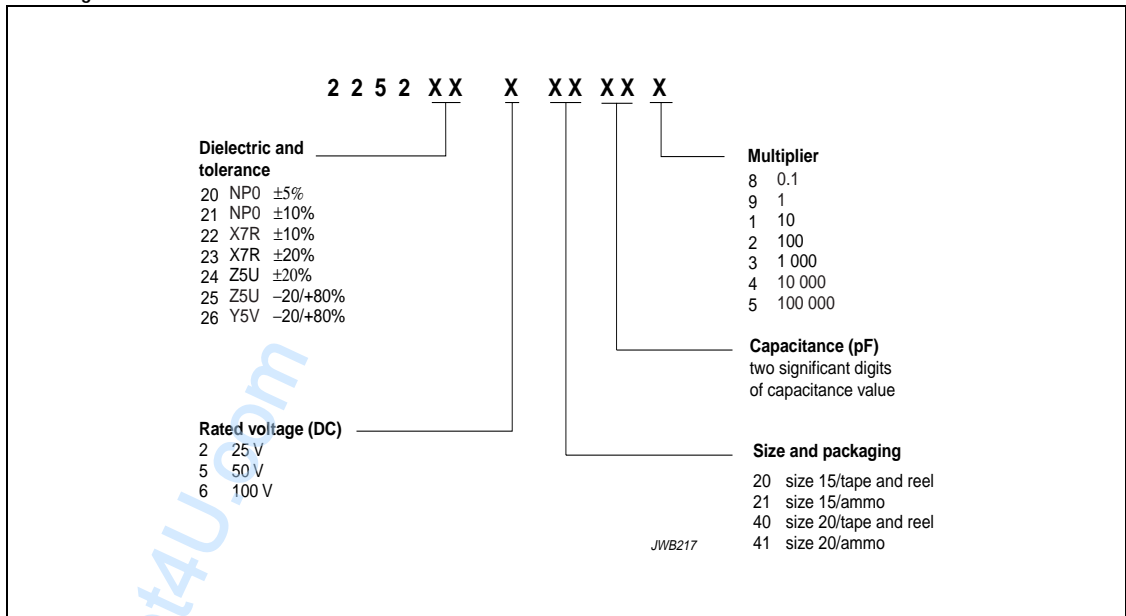 2 2 5 2 X X X X X X X X
Dielectric and
tolerance
20 NP0 ±5%
21 NP0 ±10%
22 X7R ±10%
23 X7R ±20%
24 Z5U ±20%
25 Z5U −20/+80%
26 Y5V −20/+80%
Rated voltage (DC)
2 25 V
5 50 V
6 100 V
Multiplier
8 0.1
9 1
1 10
2 100
3 1 000
4 10 000
5 100 000
Capacitance (pF)
two significant digits
of capacitance value
Size and packaging
20 size 15/tape and reel
21 size 15/ammo
40 size 20/tape and reel
41 size 20/ammo
JWB217
et4U.com